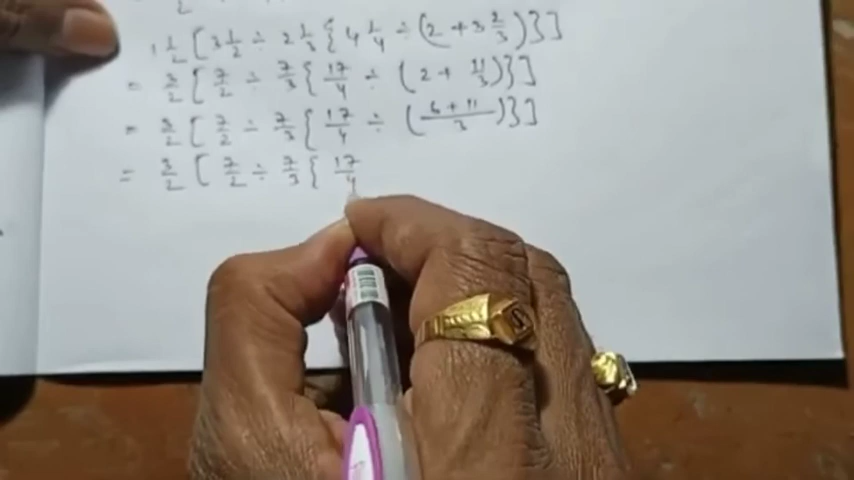 1 1/2 [ 3 1/2 ÷ 2 1/3 { 4 1/4 ÷ ( 2 + 3 2/3 ) } ]
= 3/2 [ 7/2 ÷ 7/3 { 17/4 ÷ ( 2 + 11/3 ) } ]
= 3/2 [ 7/2 ÷ 7/3 { 17/4 ÷ ( 6 + 11 / 3 ) } ]
= 3/2 [ 7/2 ÷ 7/3 { 17/4